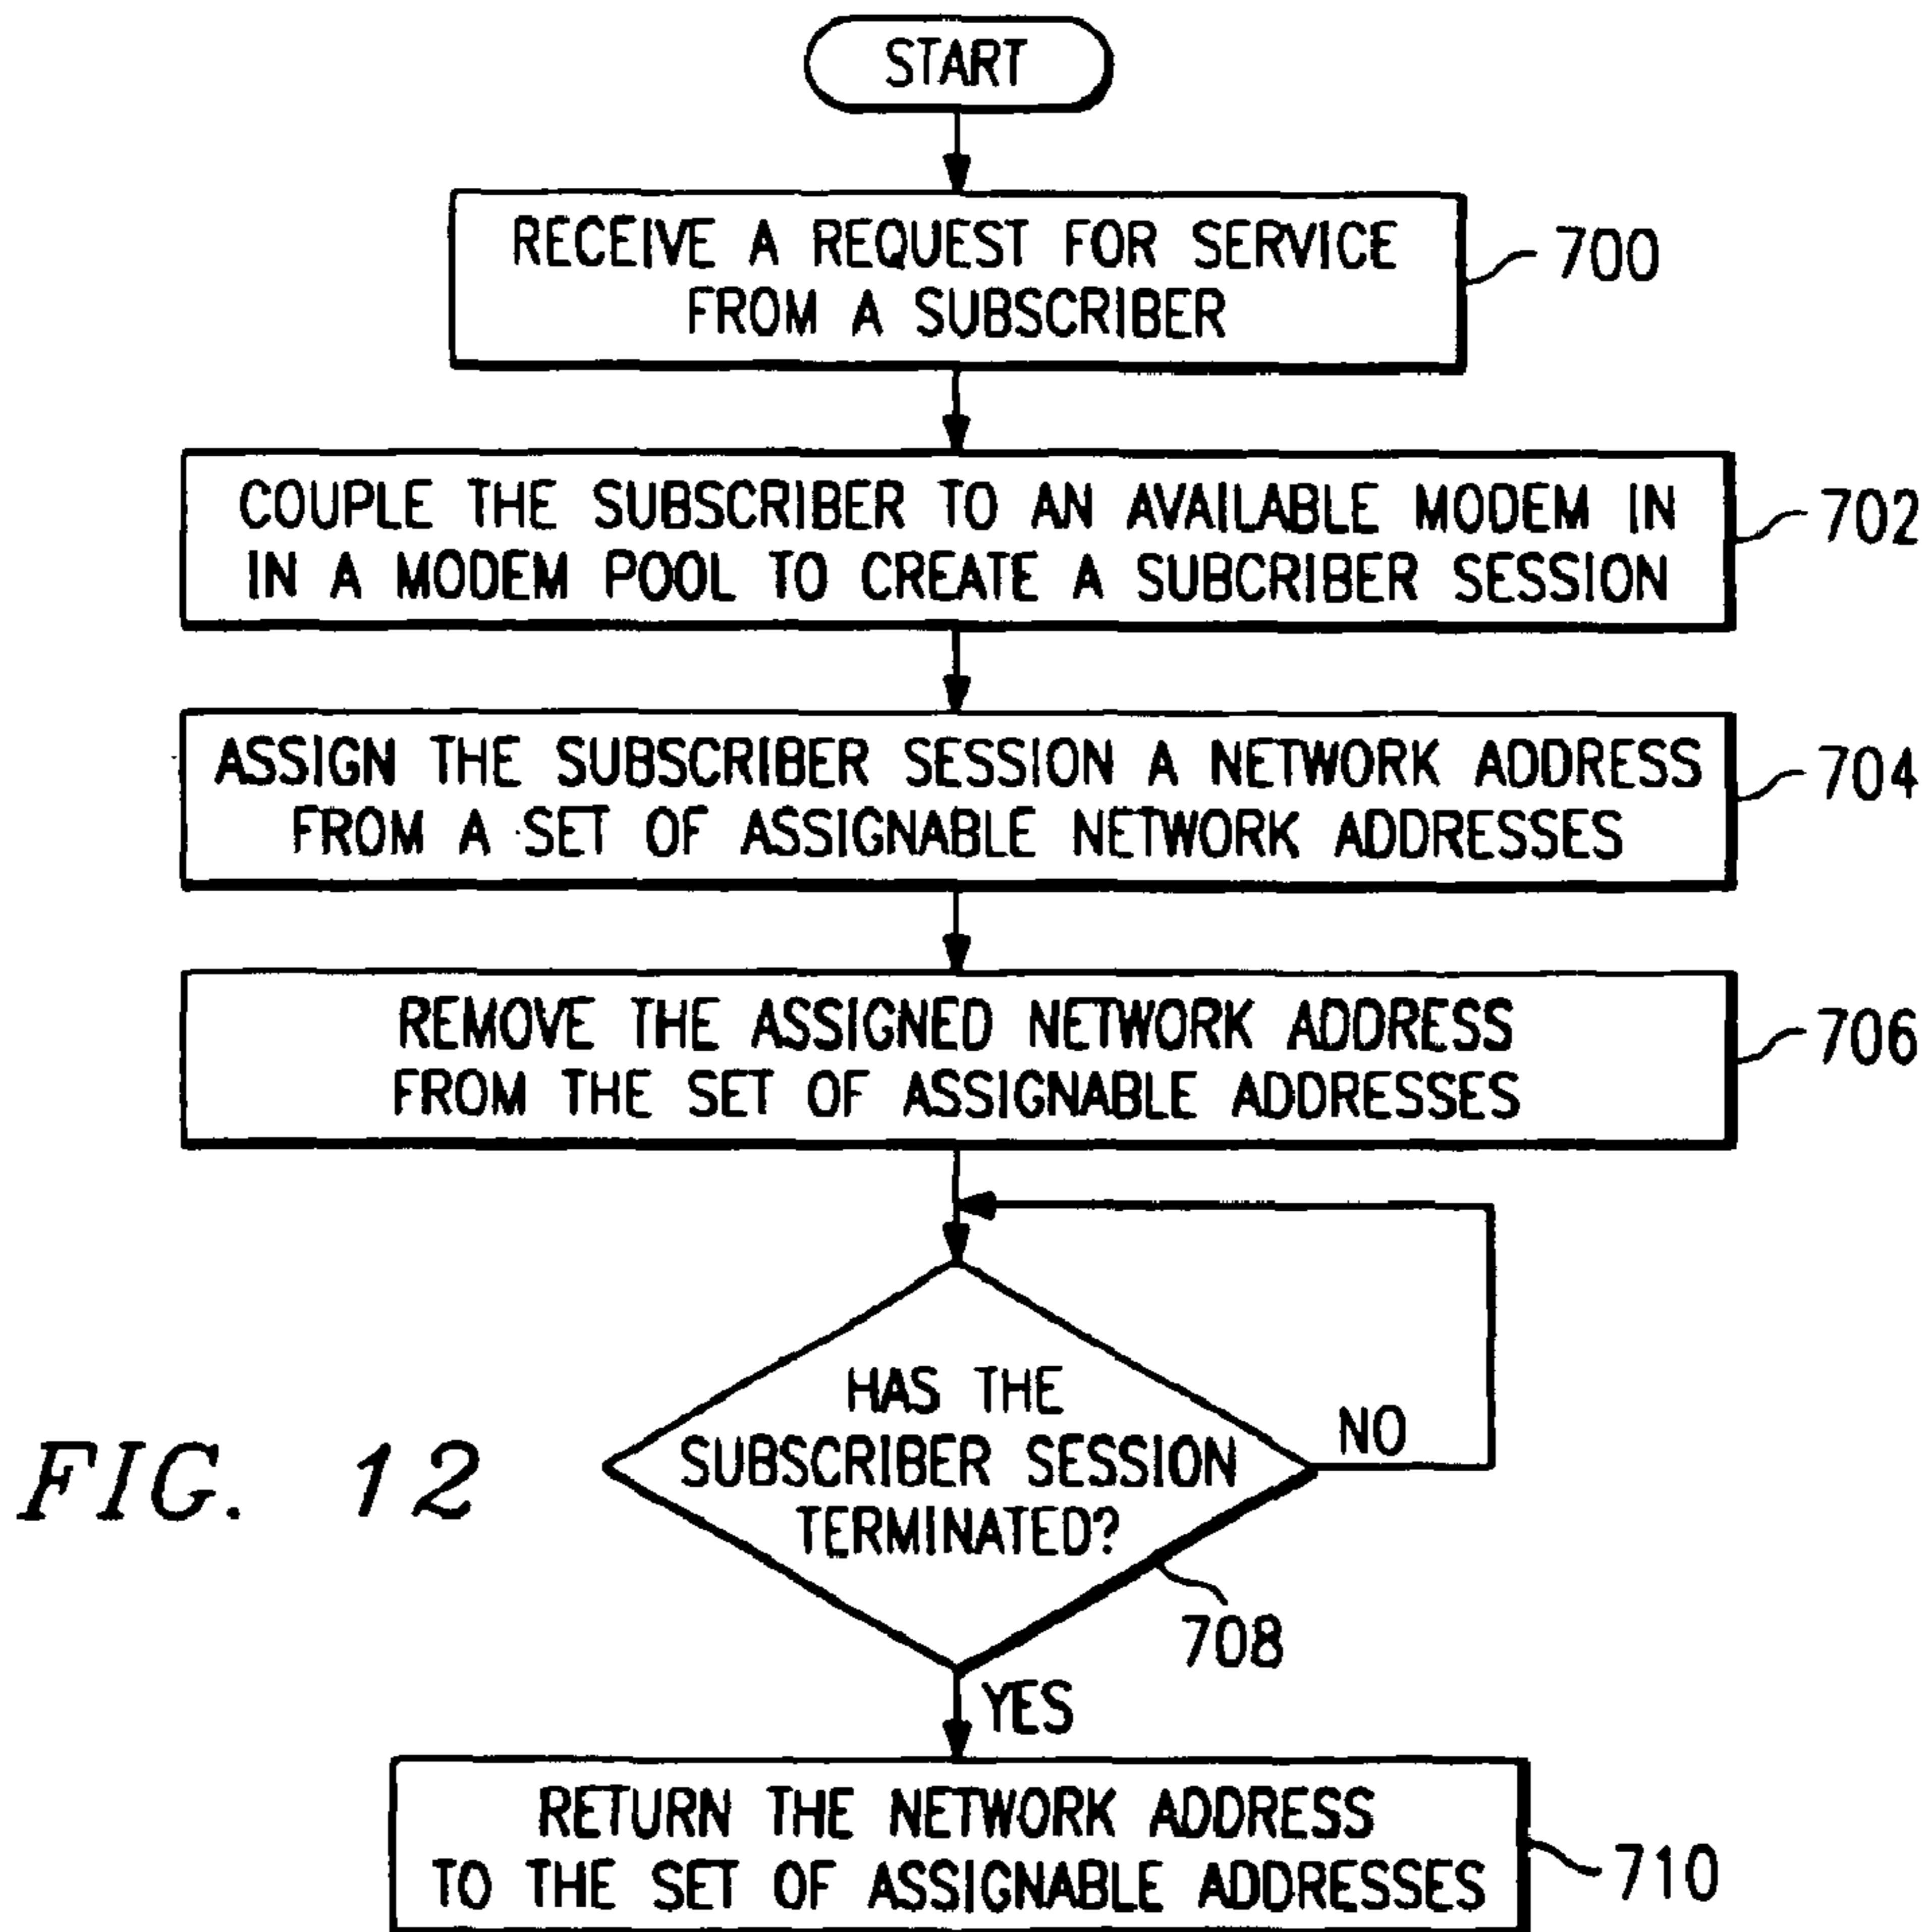 START
RECEIVE A REQUEST FOR SERVICE
FROM A SUBSCRIBER
700
COUPLE THE SUBSCRIBER TO AN AVAILABLE MODEM IN
IN A MODEM POOL TO CREATE A SUBCRIBER SESSION
702
ASSIGN THE SUBSCRIBER SESSION A NETWORK ADDRESS
FROM A SET OF ASSIGNABLE NETWORK ADDRESSES
704
REMOVE THE ASSIGNED NETWORK ADDRESS
FROM THE SET OF ASSIGNABLE ADDRESSES
706
HAS THE
SUBSCRIBER SESSION
TERMINATED?
NO
708
YES
RETURN THE NETWORK ADDRESS
TO THE SET OF ASSIGNABLE ADDRESSES
710
FIG. 12